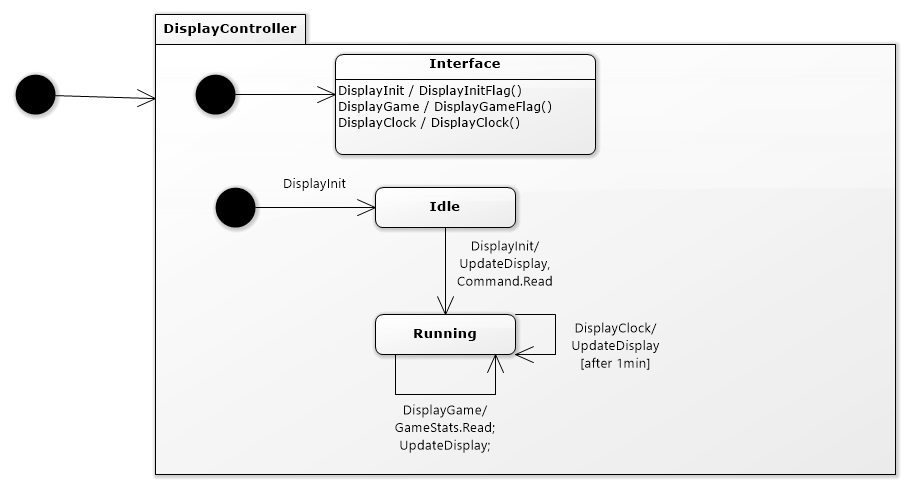 DisplayController
Interface
DisplayInit / DisplayInitFlag()
DisplayGame / DisplayGameFlag()
DisplayClock / DisplayClock()
DisplayInit
Idle
DisplayInit/
UpdateDisplay,
Command.Read
Running
DisplayClock/
UpdateDisplay
[after 1min]
DisplayGame/
GameStats.Read;
UpdateDisplay;